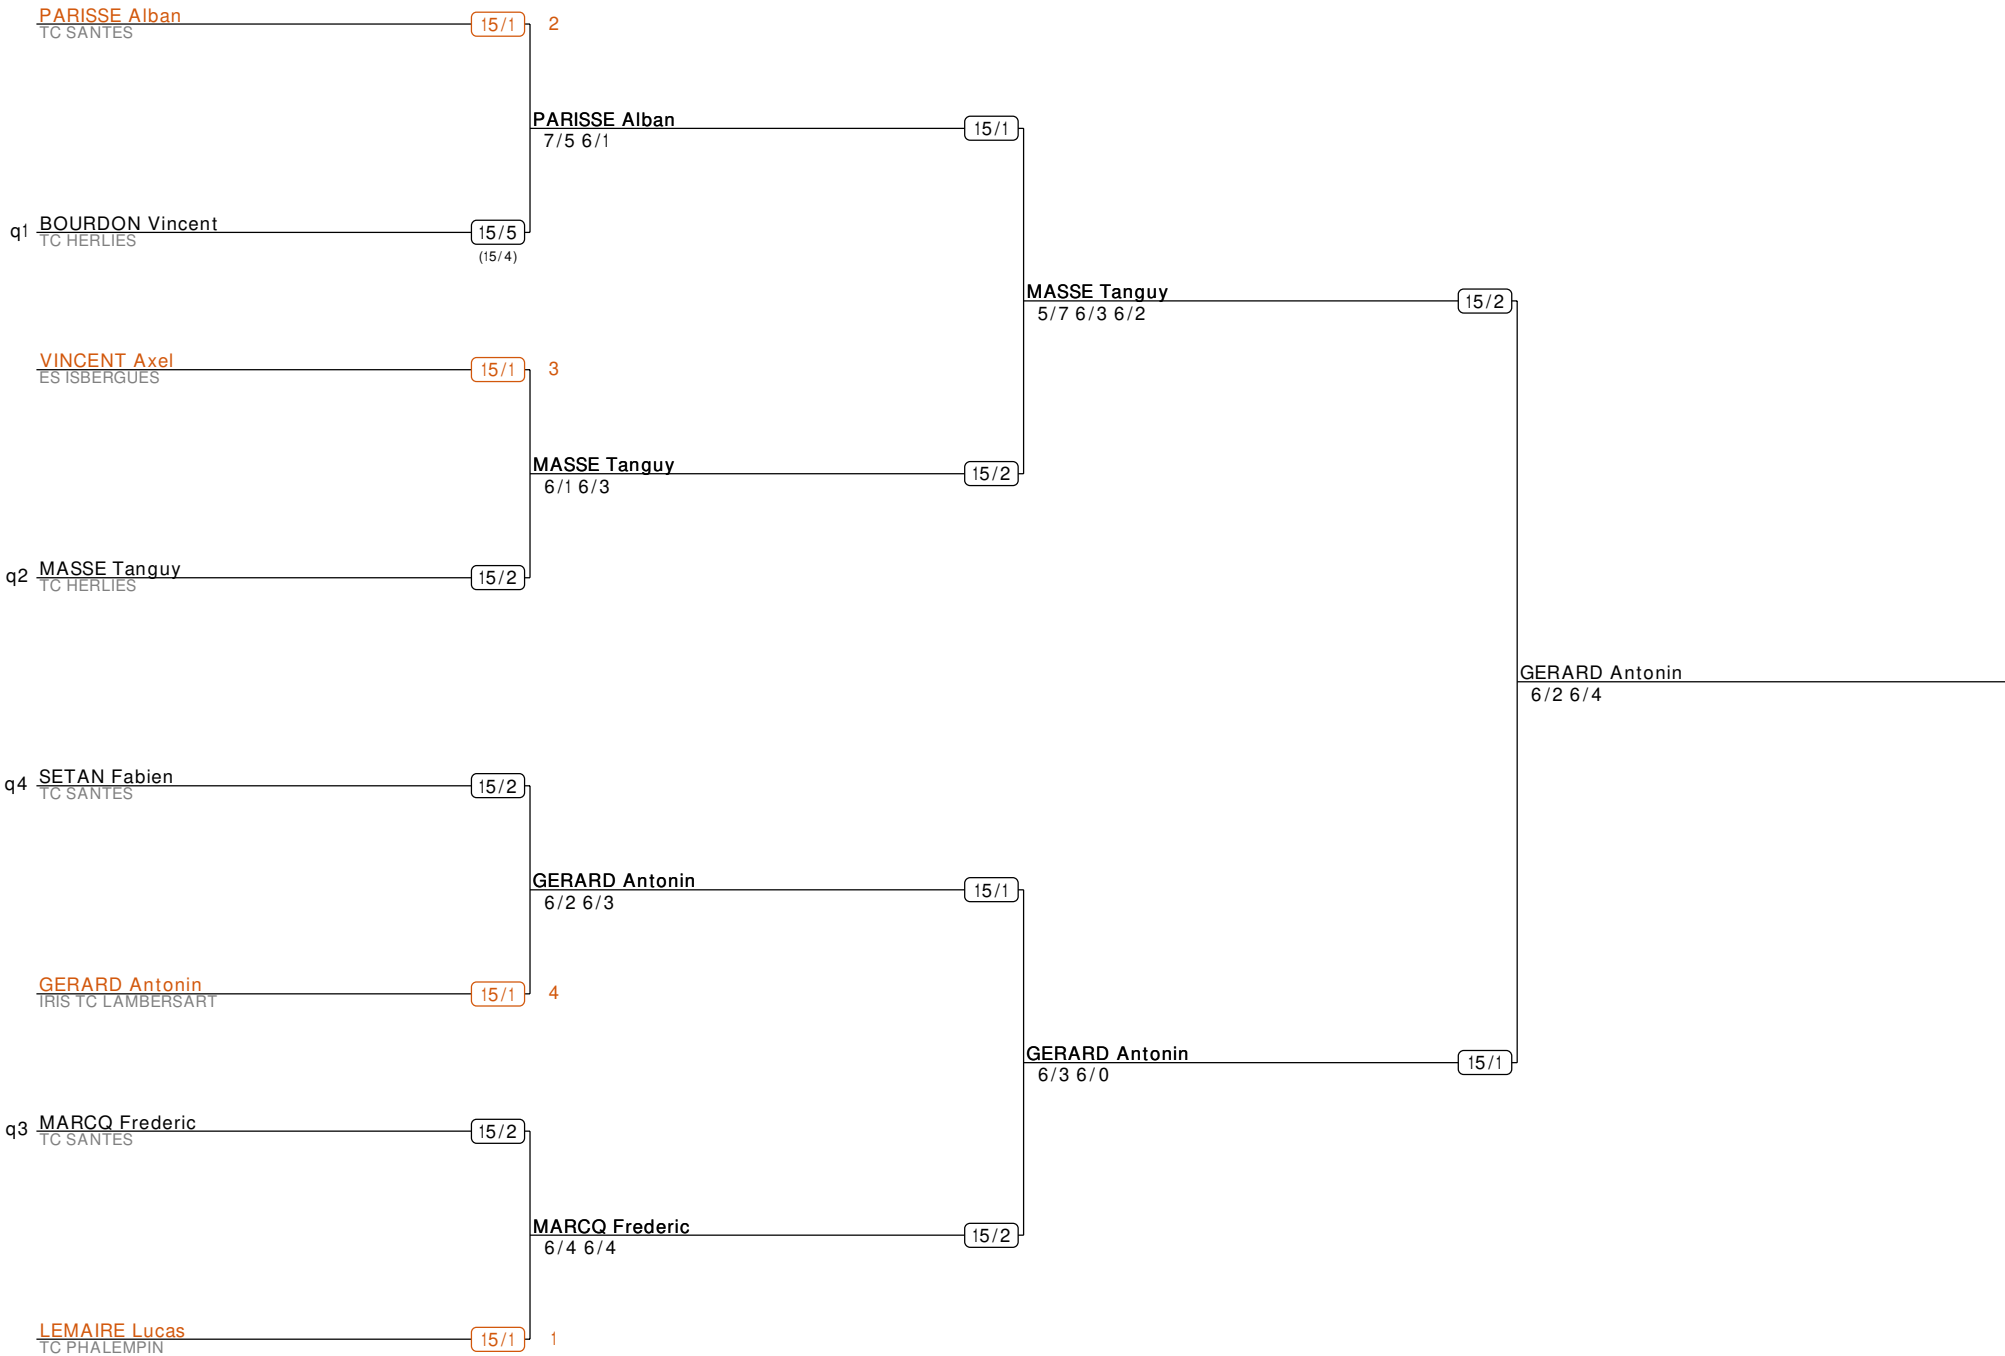 PARISSE Alban
TC SANTES
15/1
2
PARISSE Alban
7/5 6/1
15/1
q1
BOURDON Vincent
TC HERLIES
15/5
(15/4)
MASSE Tanguy
5/7 6/3 6/2
15/2
VINCENT Axel
ES ISBERGUES
15/1
3
MASSE Tanguy
6/1 6/3
15/2
q2
MASSE Tanguy
TC HERLIES
15/2
GERARD Antonin
6/2 6/4
q4
SETAN Fabien
TC SANTES
15/2
GERARD Antonin
6/2 6/3
15/1
GERARD Antonin
IRIS TC LAMBERSART
15/1
4
GERARD Antonin
6/3 6/0
15/1
q3
MARCQ Frederic
TC SANTES
15/2
MARCQ Frederic
6/4 6/4
15/2
LEMAIRE Lucas
TC PHALEMPIN
15/1
1